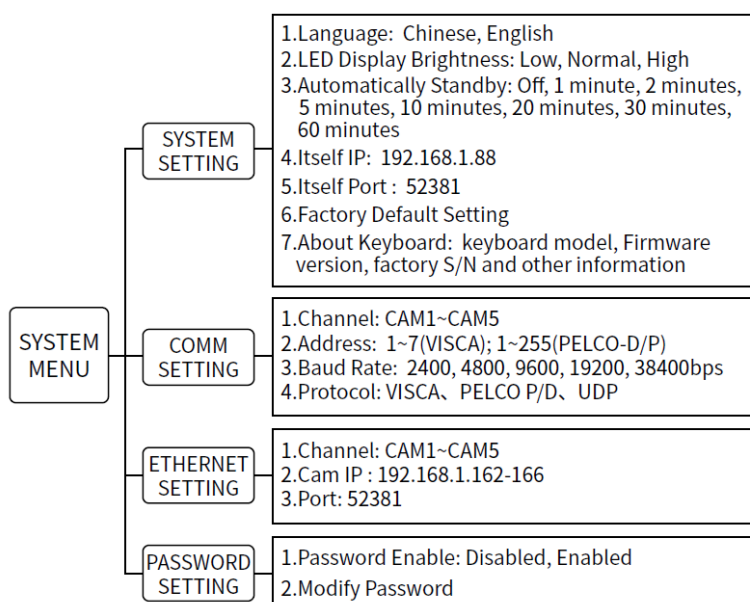 SYSTEM
MENU
SYSTEM
SETTING
1.Language: Chinese, English
2.LED Display Brightness: Low, Normal, High
3.Automatically Standby: Off, 1 minute, 2 minutes,
5 minutes, 10 minutes, 20 minutes, 30 minutes,
60 minutes
4.Itself IP: 192.168.1.88
5.Itself Port : 52381
6.Factory Default Setting
7.About Keyboard: keyboard model, Firmware
version, factory S/N and other information
COMM
SETTING
1.Channel: CAM1~CAM5
2.Address: 1~7(VISCA); 1~255(PELCO-D/P)
3.Baud Rate: 2400, 4800, 9600, 19200, 38400bps
4.Protocol: VISCA、PELCO P/D、UDP
ETHERNET
SETTING
1.Channel: CAM1~CAM5
2.Cam IP : 192.168.1.162-166
3.Port: 52381
PASSWORD
SETTING
1.Password Enable: Disabled, Enabled
2.Modify Password